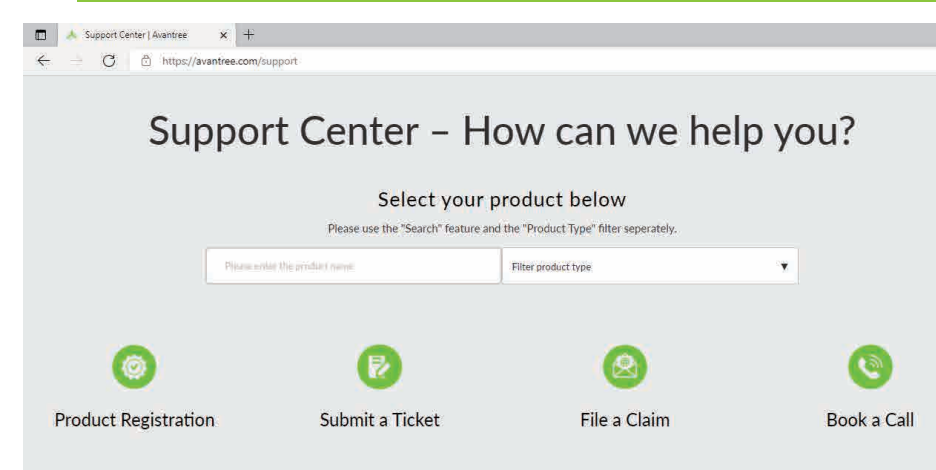 Support Center | Avantree
https://avantree.com/support
Support Center – How can we help you?
Select your product below
Please use the "Search" feature and the "Product Type" filter seperately.
Please enter the product name
Filter product type
Product Registration
Submit a Ticket
File a Claim
Book a Call